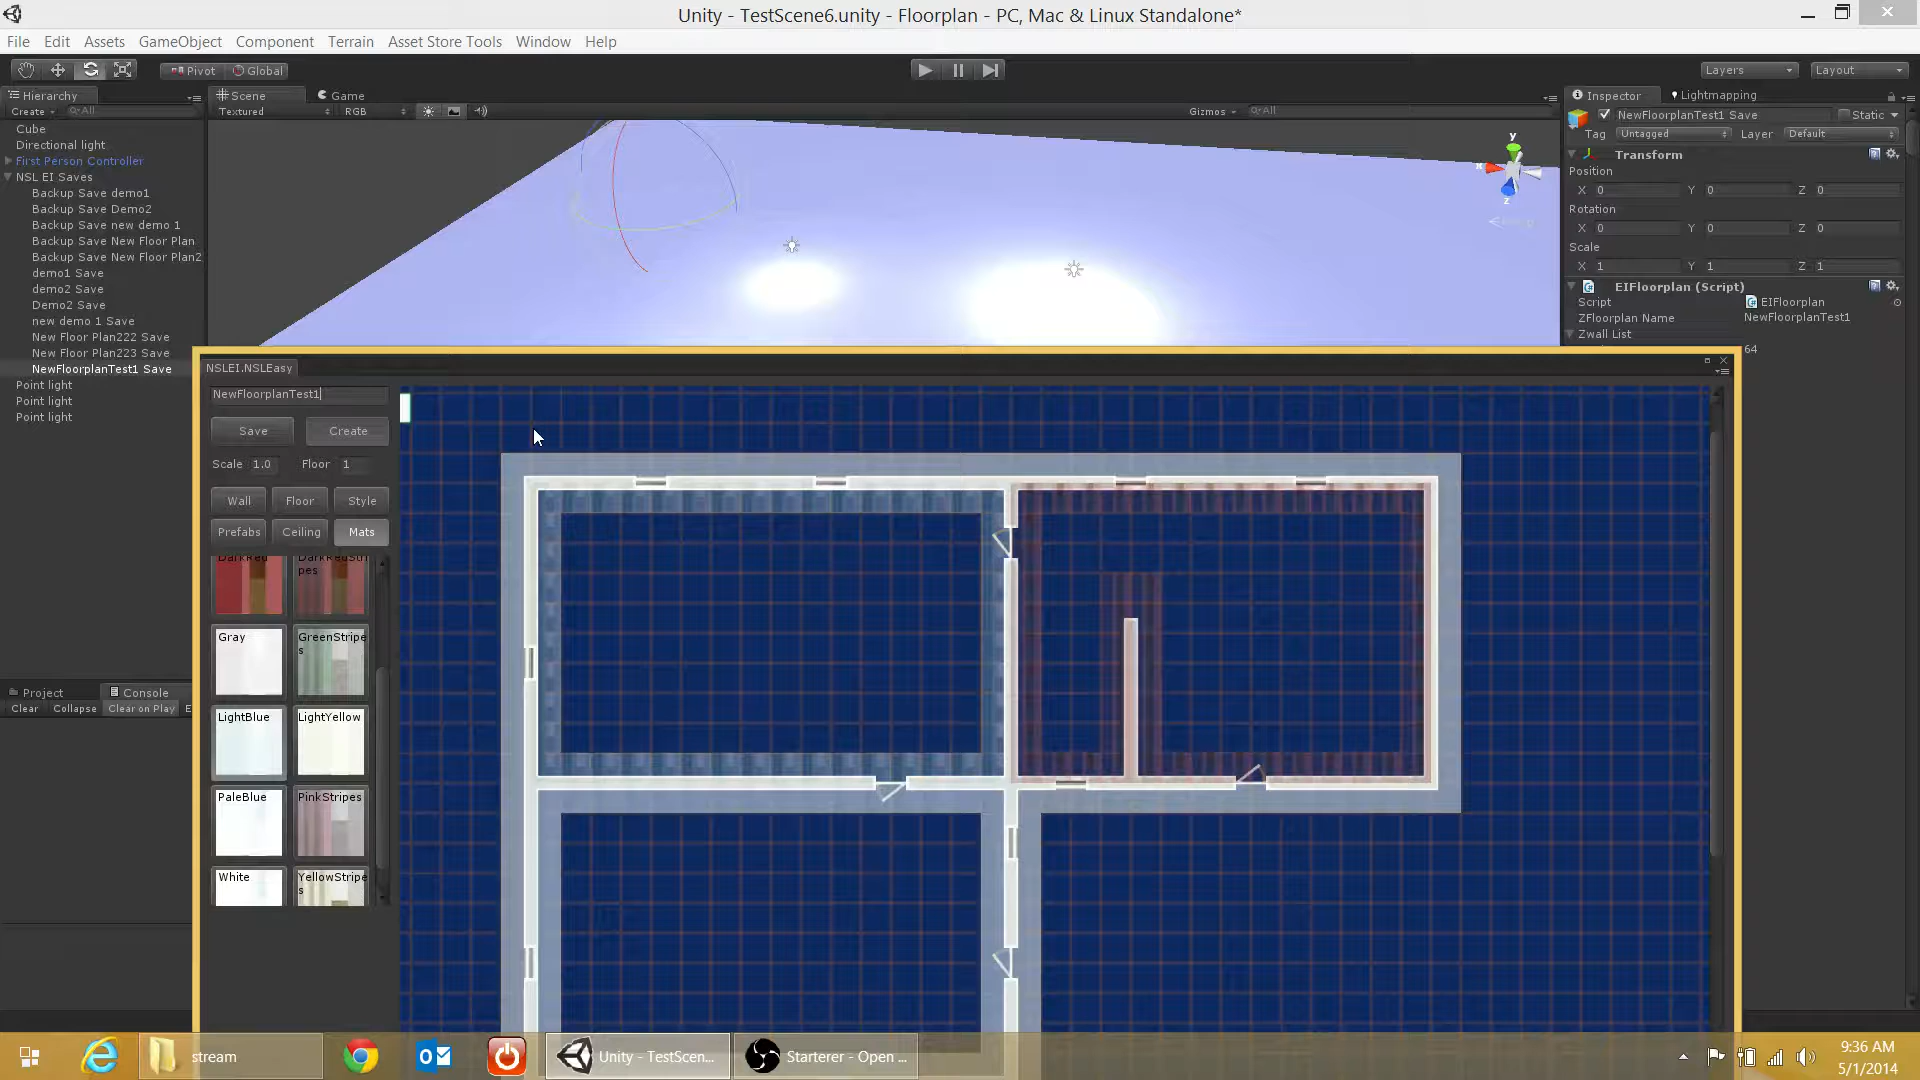 Unity - TestScene6.unity - Floorplan - PC, Mac & Linux Standalone*
File Edit Assets GameObject Component Terrain Asset Store Tools Window Help
Pivot Global Layers Layout
Hierarchy
Create All
Cube
Directional light
First Person Controller
NSL EI Saves
Backup Save demo1
Backup Save Demo2
Backup Save new demo 1
Backup Save New Floor Plan
Backup Save New Floor Plan2
demo1 Save
demo2 Save
Demo2 Save
new demo 1 Save
New Floor Plan222 Save
New Floor Plan223 Save
NewFloorplanTest1 Save
Point light
Point light
Point light
Scene Game
Textured RGB Gizmos All
y
x
z
Inspector Lightmapping
NewFloorplanTest1 Save Static
Tag Untagged Layer Default
Transform
Position
X 0 Y 0 Z 0
Rotation
X 0 Y 0 Z 0
Scale
X 1 Y 1 Z 1
EIFloorplan (Script)
Script EIFloorplan
ZFloorplan Name NewFloorplanTest1
Zwall List
64
NSLEI.NSLEasy
NewFloorplanTest1
Save Create
Scale 1.0 Floor 1
Wall Floor Style
Prefabs Ceiling Mats
DarkRed DarkRedStri
pes
Gray GreenStripe
s
LightBlue LightYellow
PaleBlue PinkStripes
White YellowStripe
s
Project Console
Clear Collapse Clear on Play E
stream Unity - TestScen... Starterer - Open ...
9:36 AM
5/1/2014